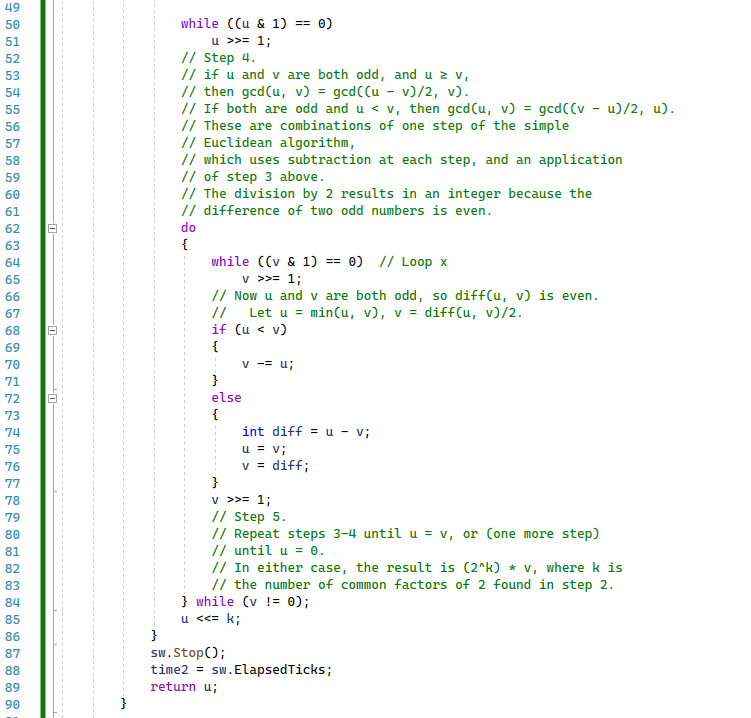 49
50 while ((u & 1) == 0)
51 u >>= 1;
52 // Step 4.
53 // if u and v are both odd, and u ≥ v,
54 // then gcd(u, v) = gcd((u - v)/2, v).
55 // If both are odd and u < v, then gcd(u, v) = gcd((v - u)/2, u).
56 // These are combinations of one step of the simple
57 // Euclidean algorithm,
58 // which uses subtraction at each step, and an application
59 // of step 3 above.
60 // The division by 2 results in an integer because the
61 // difference of two odd numbers is even.
62 do
63 {
64 while ((v & 1) == 0)  // Loop x
65 v >>= 1;
66 // Now u and v are both odd, so diff(u, v) is even.
67 //   Let u = min(u, v), v = diff(u, v)/2.
68 if (u < v)
69 {
70 v -= u;
71 }
72 else
73 {
74 int diff = u - v;
75 u = v;
76 v = diff;
77 }
78 v >>= 1;
79 // Step 5.
80 // Repeat steps 3-4 until u = v, or (one more step)
81 // until u = 0.
82 // In either case, the result is (2^k) * v, where k is
83 // the number of common factors of 2 found in step 2.
84 } while (v != 0);
85 u <<= k;
86 }
87 sw.Stop();
88 time2 = sw.ElapsedTicks;
89 return u;
90 }